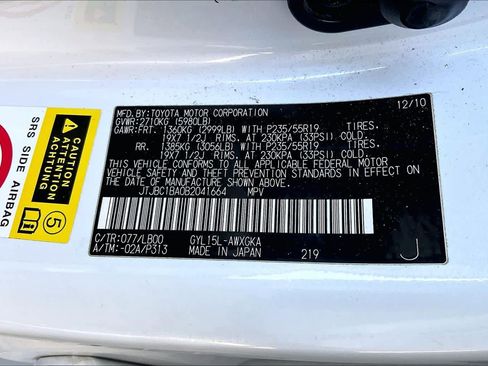 MFD.BY:TOYOTA MOTOR CORPORATION 12/10
GVWR:2710KG (5980LB)
GAWR:FRT. 1360KG (2999LB) WITH P235/55R19 TIRES.
19X7 1/2J RIMS. AT 230KPA (33PSI) COLD.
RR. 1385KG (3056LB) WITH P235/55R19 TIRES.
19X7 1/2J RIMS. AT 230KPA (33PSI) COLD.
THIS VEHICLE CONFORMS TO ALL APPLICABLE FEDERAL MOTOR
VEHICLE SAFETY AND THEFT PREVENTION STANDARDS IN EFFECT
ON THE DATE OF MANUFACTURE SHOWN ABOVE.
JTJBC1BA0B2041664 MPV
C/TR:077/LB00 GYL15L-AWXGKA
A/TM:-02A/P313 MADE IN JAPAN 219 J
SRS SIDE AIRBAG
CAUTION
ATTENTION
ACHTUNG
5